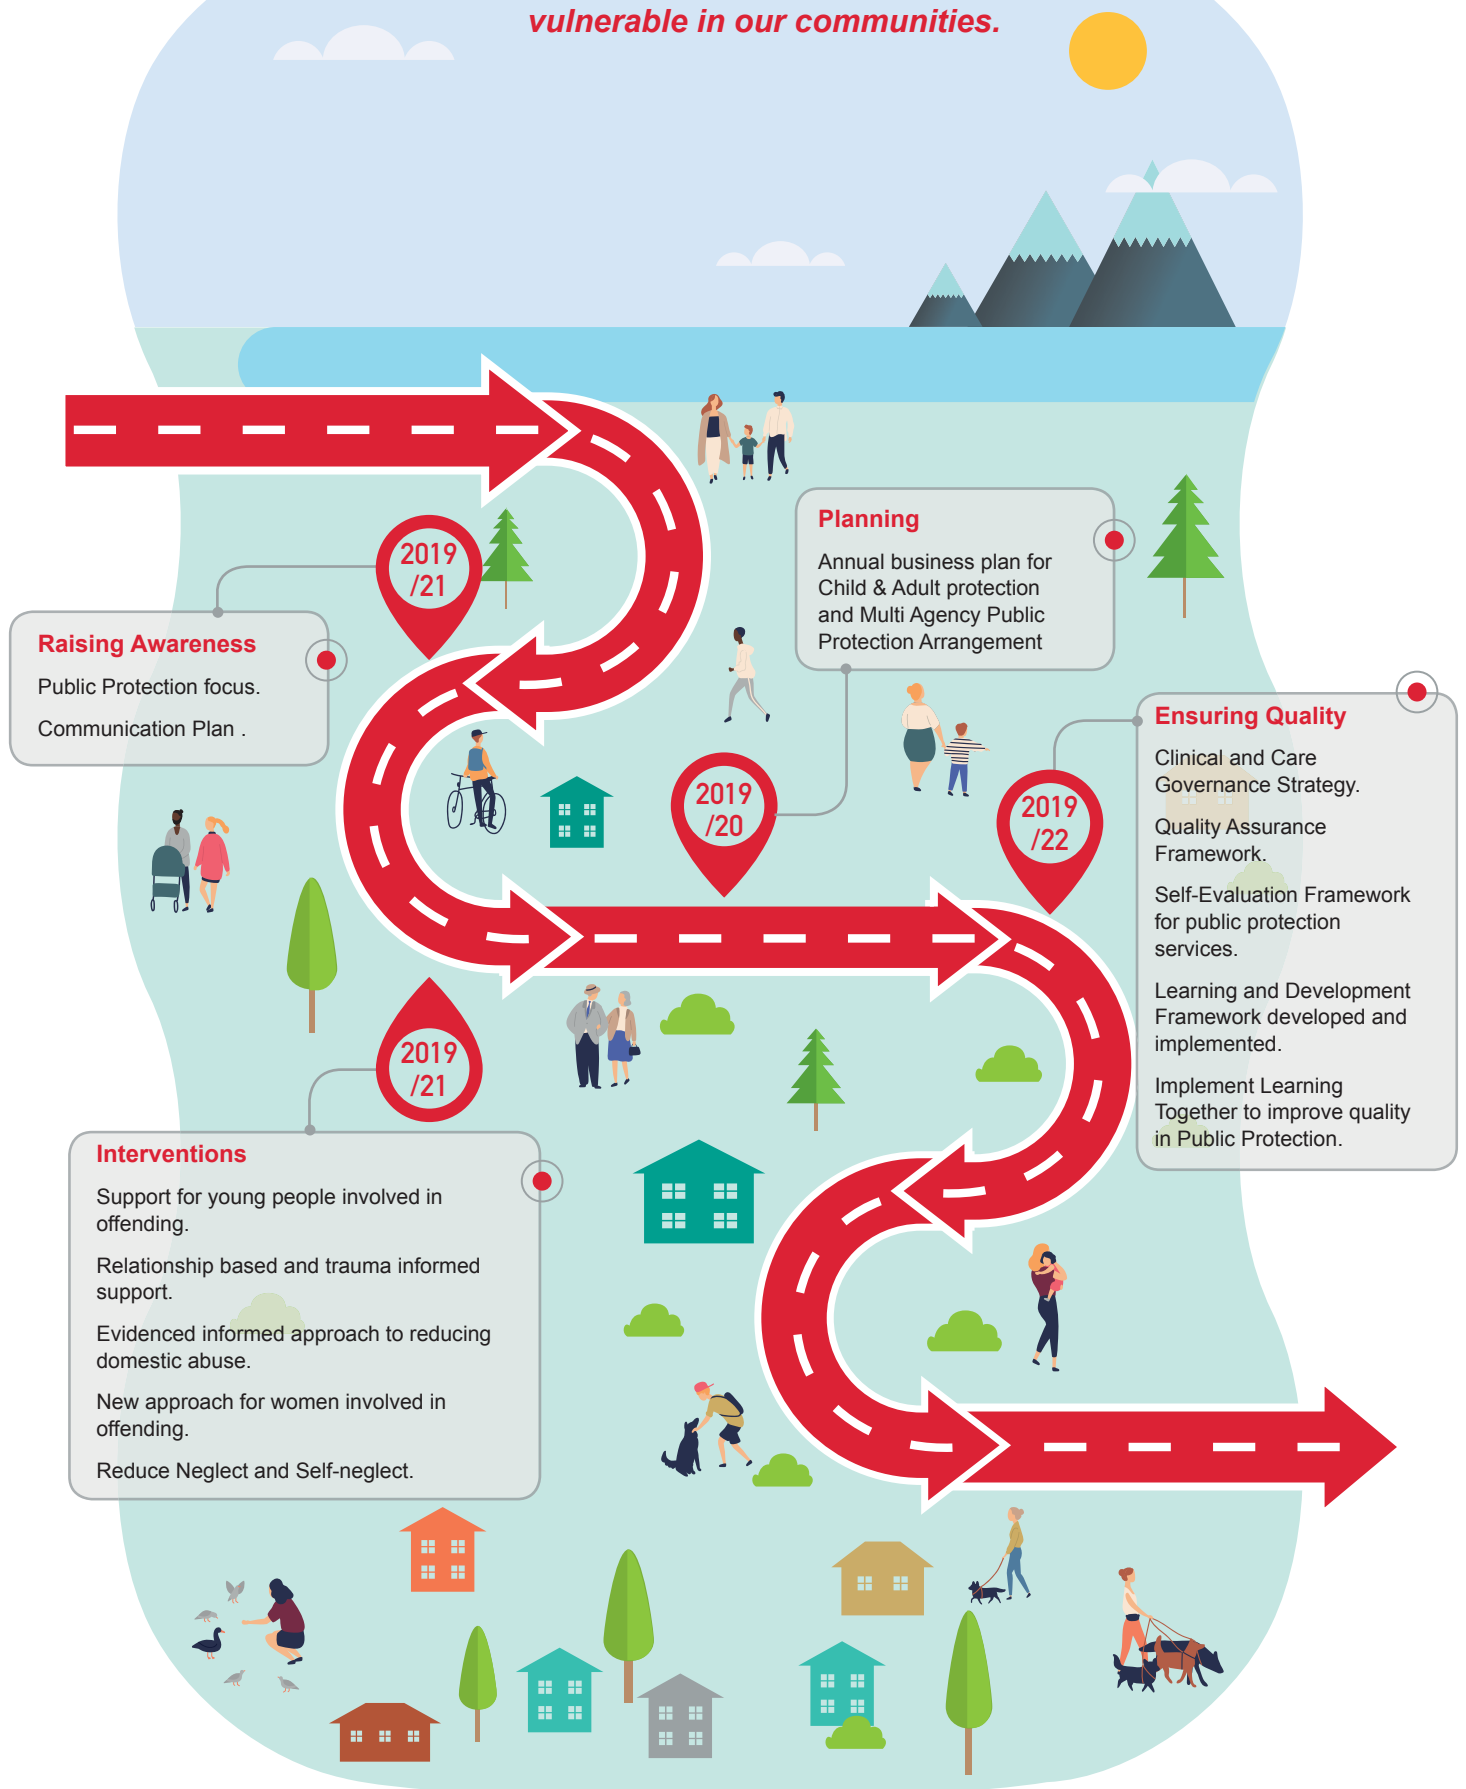 vulnerable in our communities.
2019
/21
Raising Awareness
Public Protection focus.
Communication Plan .
Planning
Annual business plan for
Child & Adult protection
and Multi Agency Public
Protection Arrangement
2019
/20
2019
/22
Ensuring Quality
Clinical and Care
Governance Strategy.
Quality Assurance
Framework.
Self-Evaluation Framework
for public protection
services.
Learning and Development
Framework developed and
implemented.
Implement Learning
Together to improve quality
in Public Protection.
2019
/21
Interventions
Support for young people involved in
offending.
Relationship based and trauma informed
support.
Evidenced informed approach to reducing
domestic abuse.
New approach for women involved in
offending.
Reduce Neglect and Self-neglect.